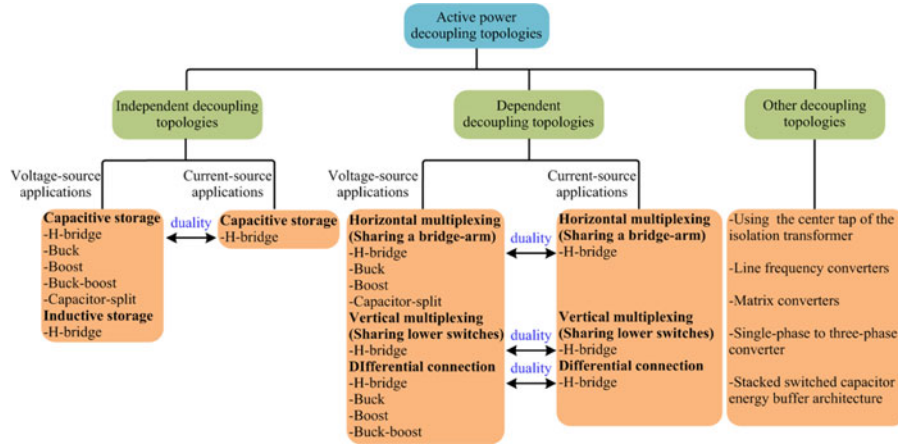 Active power
decoupling topologies
Independent decoupling
topologies
Dependent
decoupling topologies
Other decoupling
topologies
Voltage-source
applications
Current-source
applications
Voltage-source
applications
Current-source
applications
Capacitive storage
-H-bridge
-Buck
-Boost
-Buck-boost
-Capacitor-split
Inductive storage
-H-bridge
duality
Capacitive storage
-H-bridge
Horizontal multiplexing
(Sharing a bridge-arm)
-H-bridge
-Buck
-Boost
-Capacitor-split
Vertical multiplexing
(Sharing lower switches)
-H-bridge
DIfferential connection
-H-bridge
-Buck
-Boost
-Buck-boost
duality
duality
duality
Horizontal multiplexing
(Sharing a bridge-arm)
-H-bridge
Vertical multiplexing
(Sharing lower switches)
-H-bridge
Differential connection
-H-bridge
-Using the center tap of the
isolation transformer
-Line frequency converters
-Matrix converters
-Single-phase to three-phase
converter
-Stacked switched capacitor
energy buffer architecture